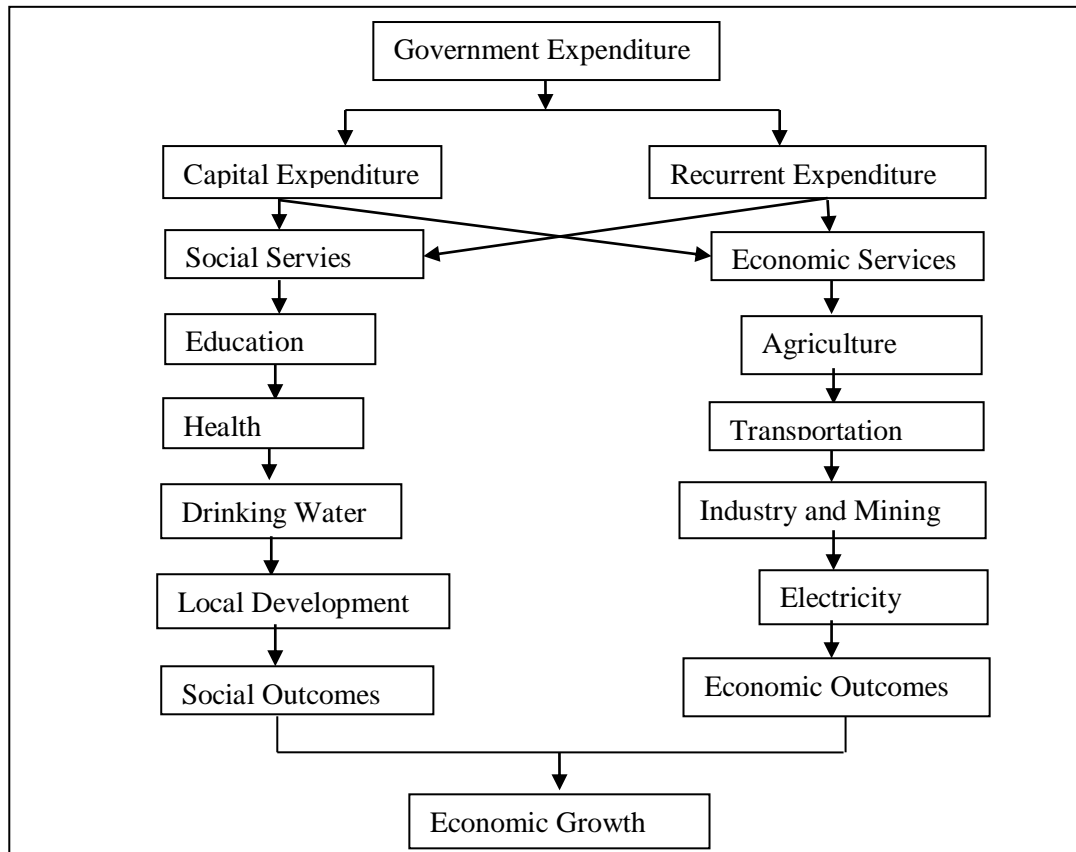 Government Expenditure
Capital Expenditure
Recurrent Expenditure
Social Servies
Economic Services
Education
Agriculture
Health
Transportation
Drinking Water
Industry and Mining
Local Development
Electricity
Social Outcomes
Economic Outcomes
Economic Growth